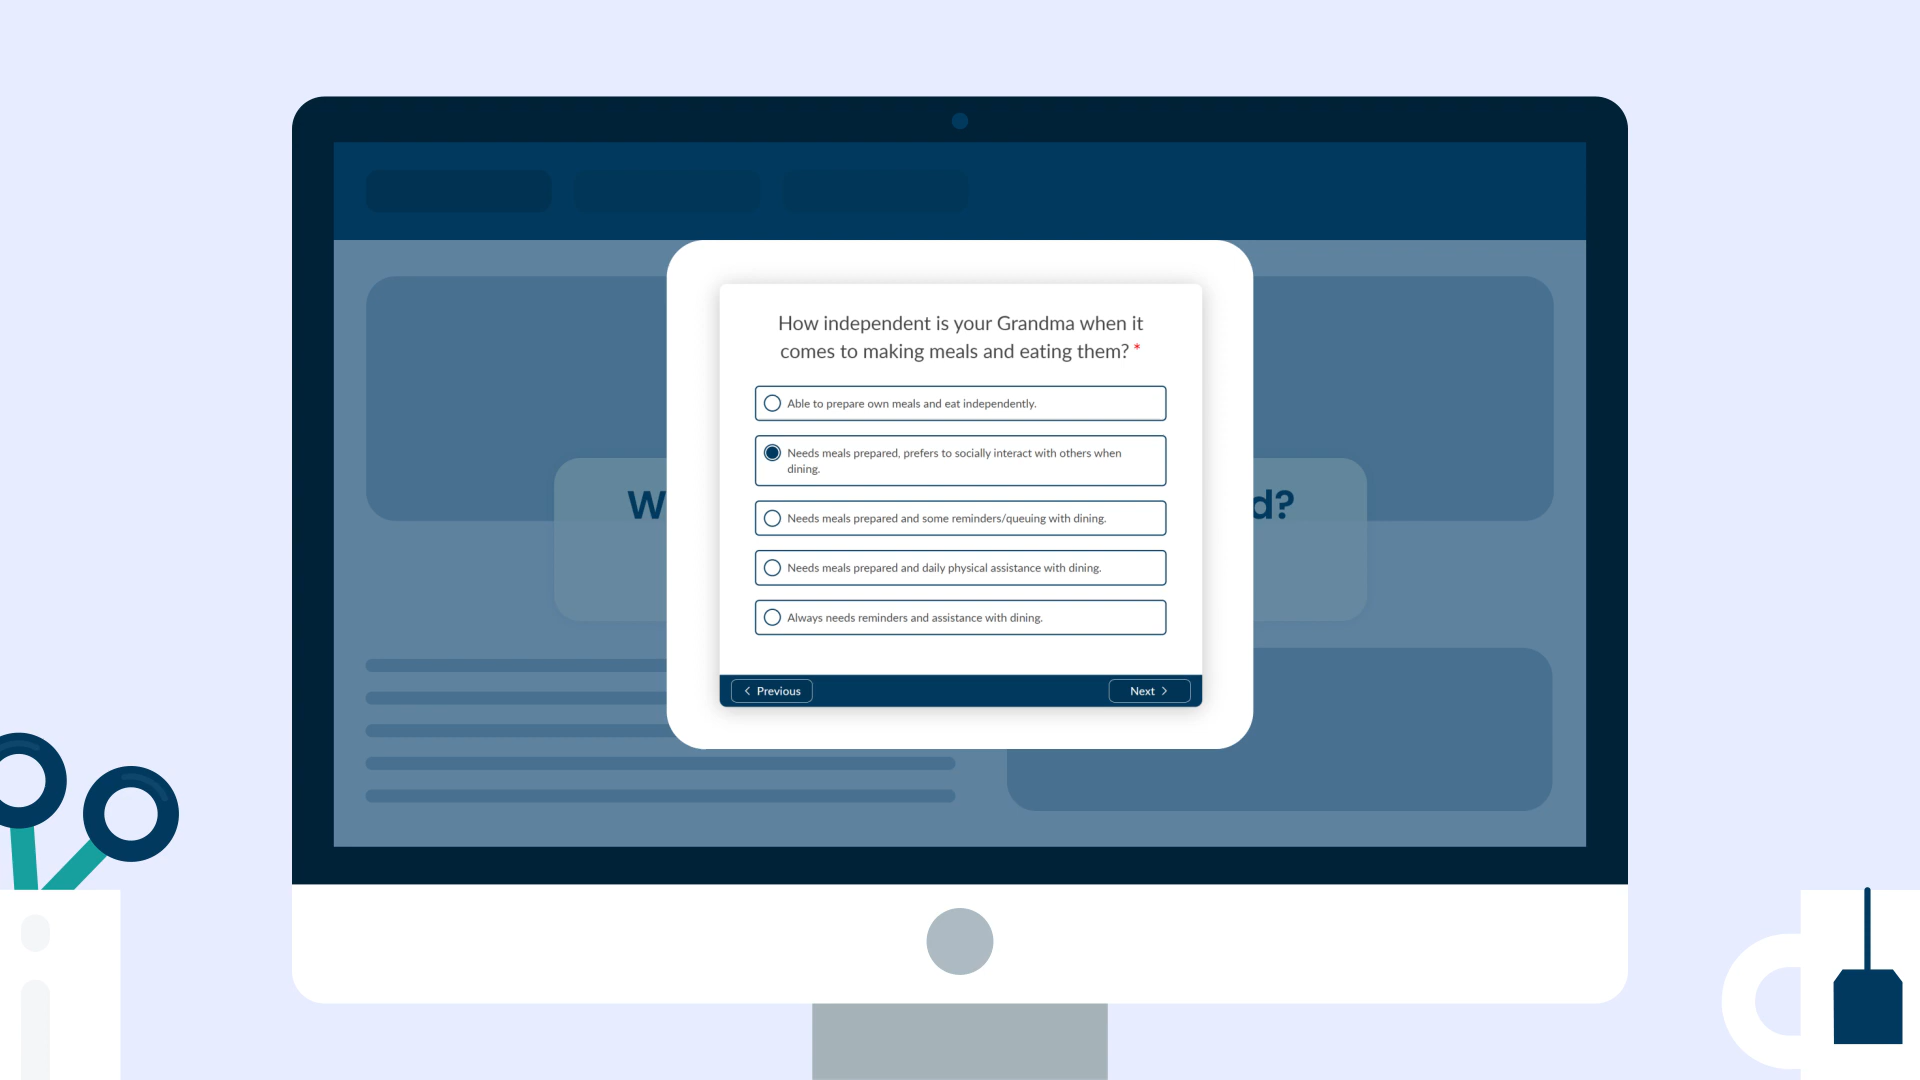 How independent is your Grandma when it
comes to making meals and eating them? *
Able to prepare own meals and eat independently.
Needs meals prepared, prefers to socially interact with others when
dining.
W
d?
Needs meals prepared and some reminders/queuing with dining.
Needs meals prepared and daily physical assistance with dining.
Always needs reminders and assistance with dining.
Previous
Next